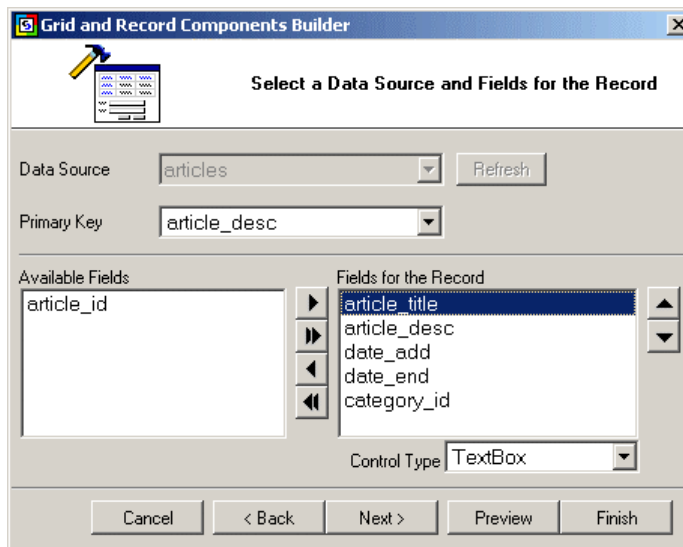 Grid and Record Components Builder
Select a Data Source and Fields for the Record
Data Source articles Refresh
Primary Key article_desc
Available Fields
article_id
Fields for the Record
article_title
article_desc
date_add
date_end
category_id
Control Type TextBox
Cancel < Back Next > Preview Finish